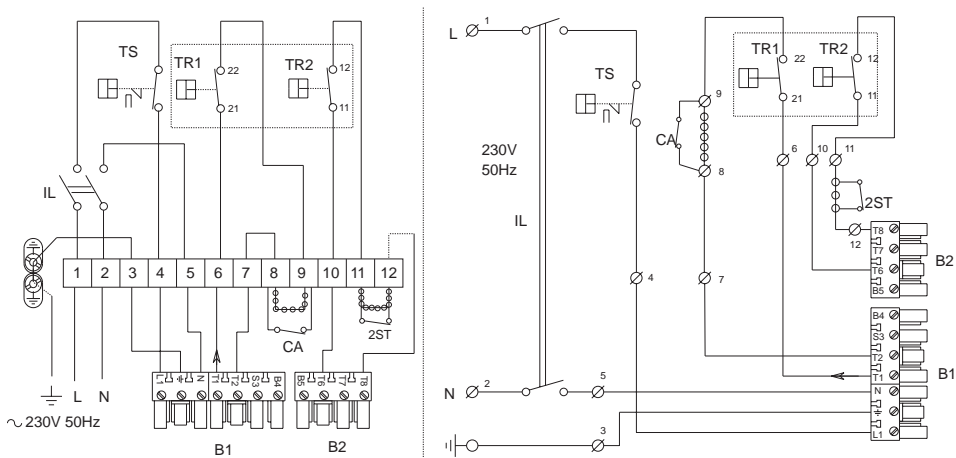 TS
TR1
22
21
TR2
12
11
IL
1 2 3 4 5 6 7 8 9 10 11 12
CA
2ST
L1 N T1 T2 S3 B4
B5 T6 T7 T8
L N
230V 50Hz
B1
B2
L
1
TS
230V
50Hz
IL
4
N
2
5
3
9
CA
8
7
TR1
22
21
TR2
12
11
6
10
11
2ST
12
T8
T7
T6
B5
B2
B4
S3
T2
T1
N
L1
B1